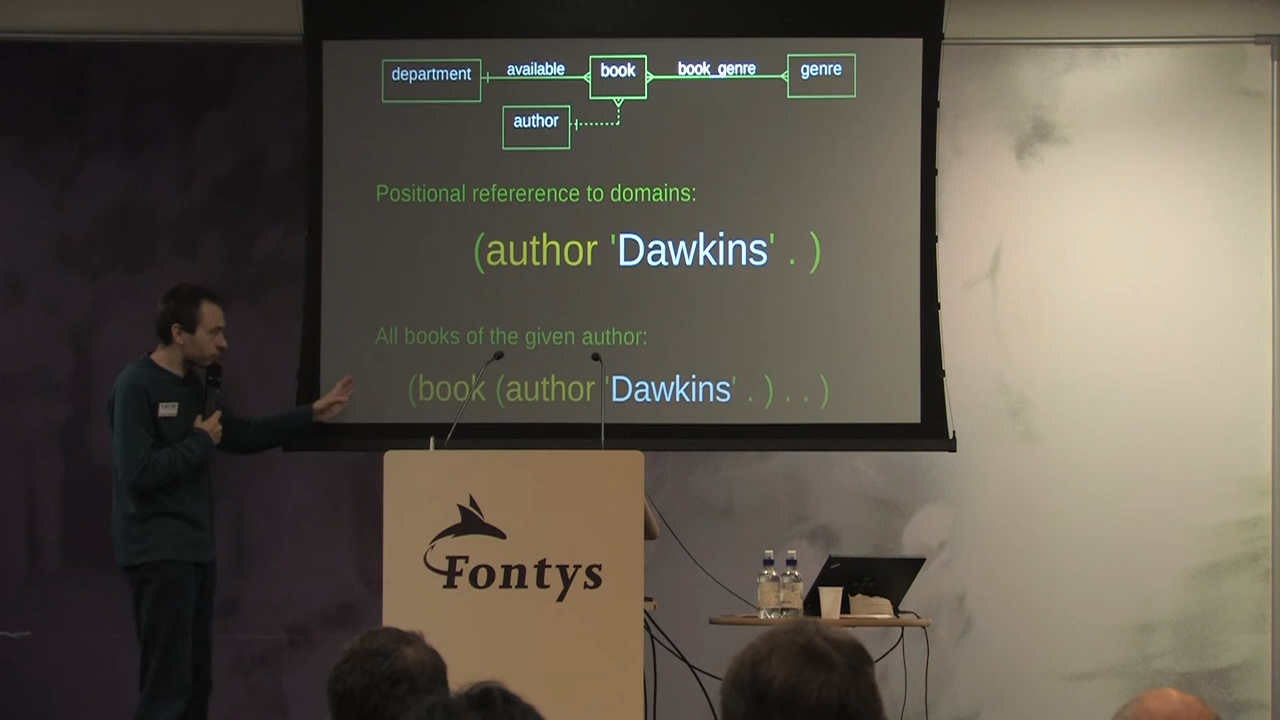 department available book book_genre genre
author
Positional refererence to domains:
(author 'Dawkins' . )
All books of the given author:
(book (author 'Dawkins' . ) . . )
Fontys